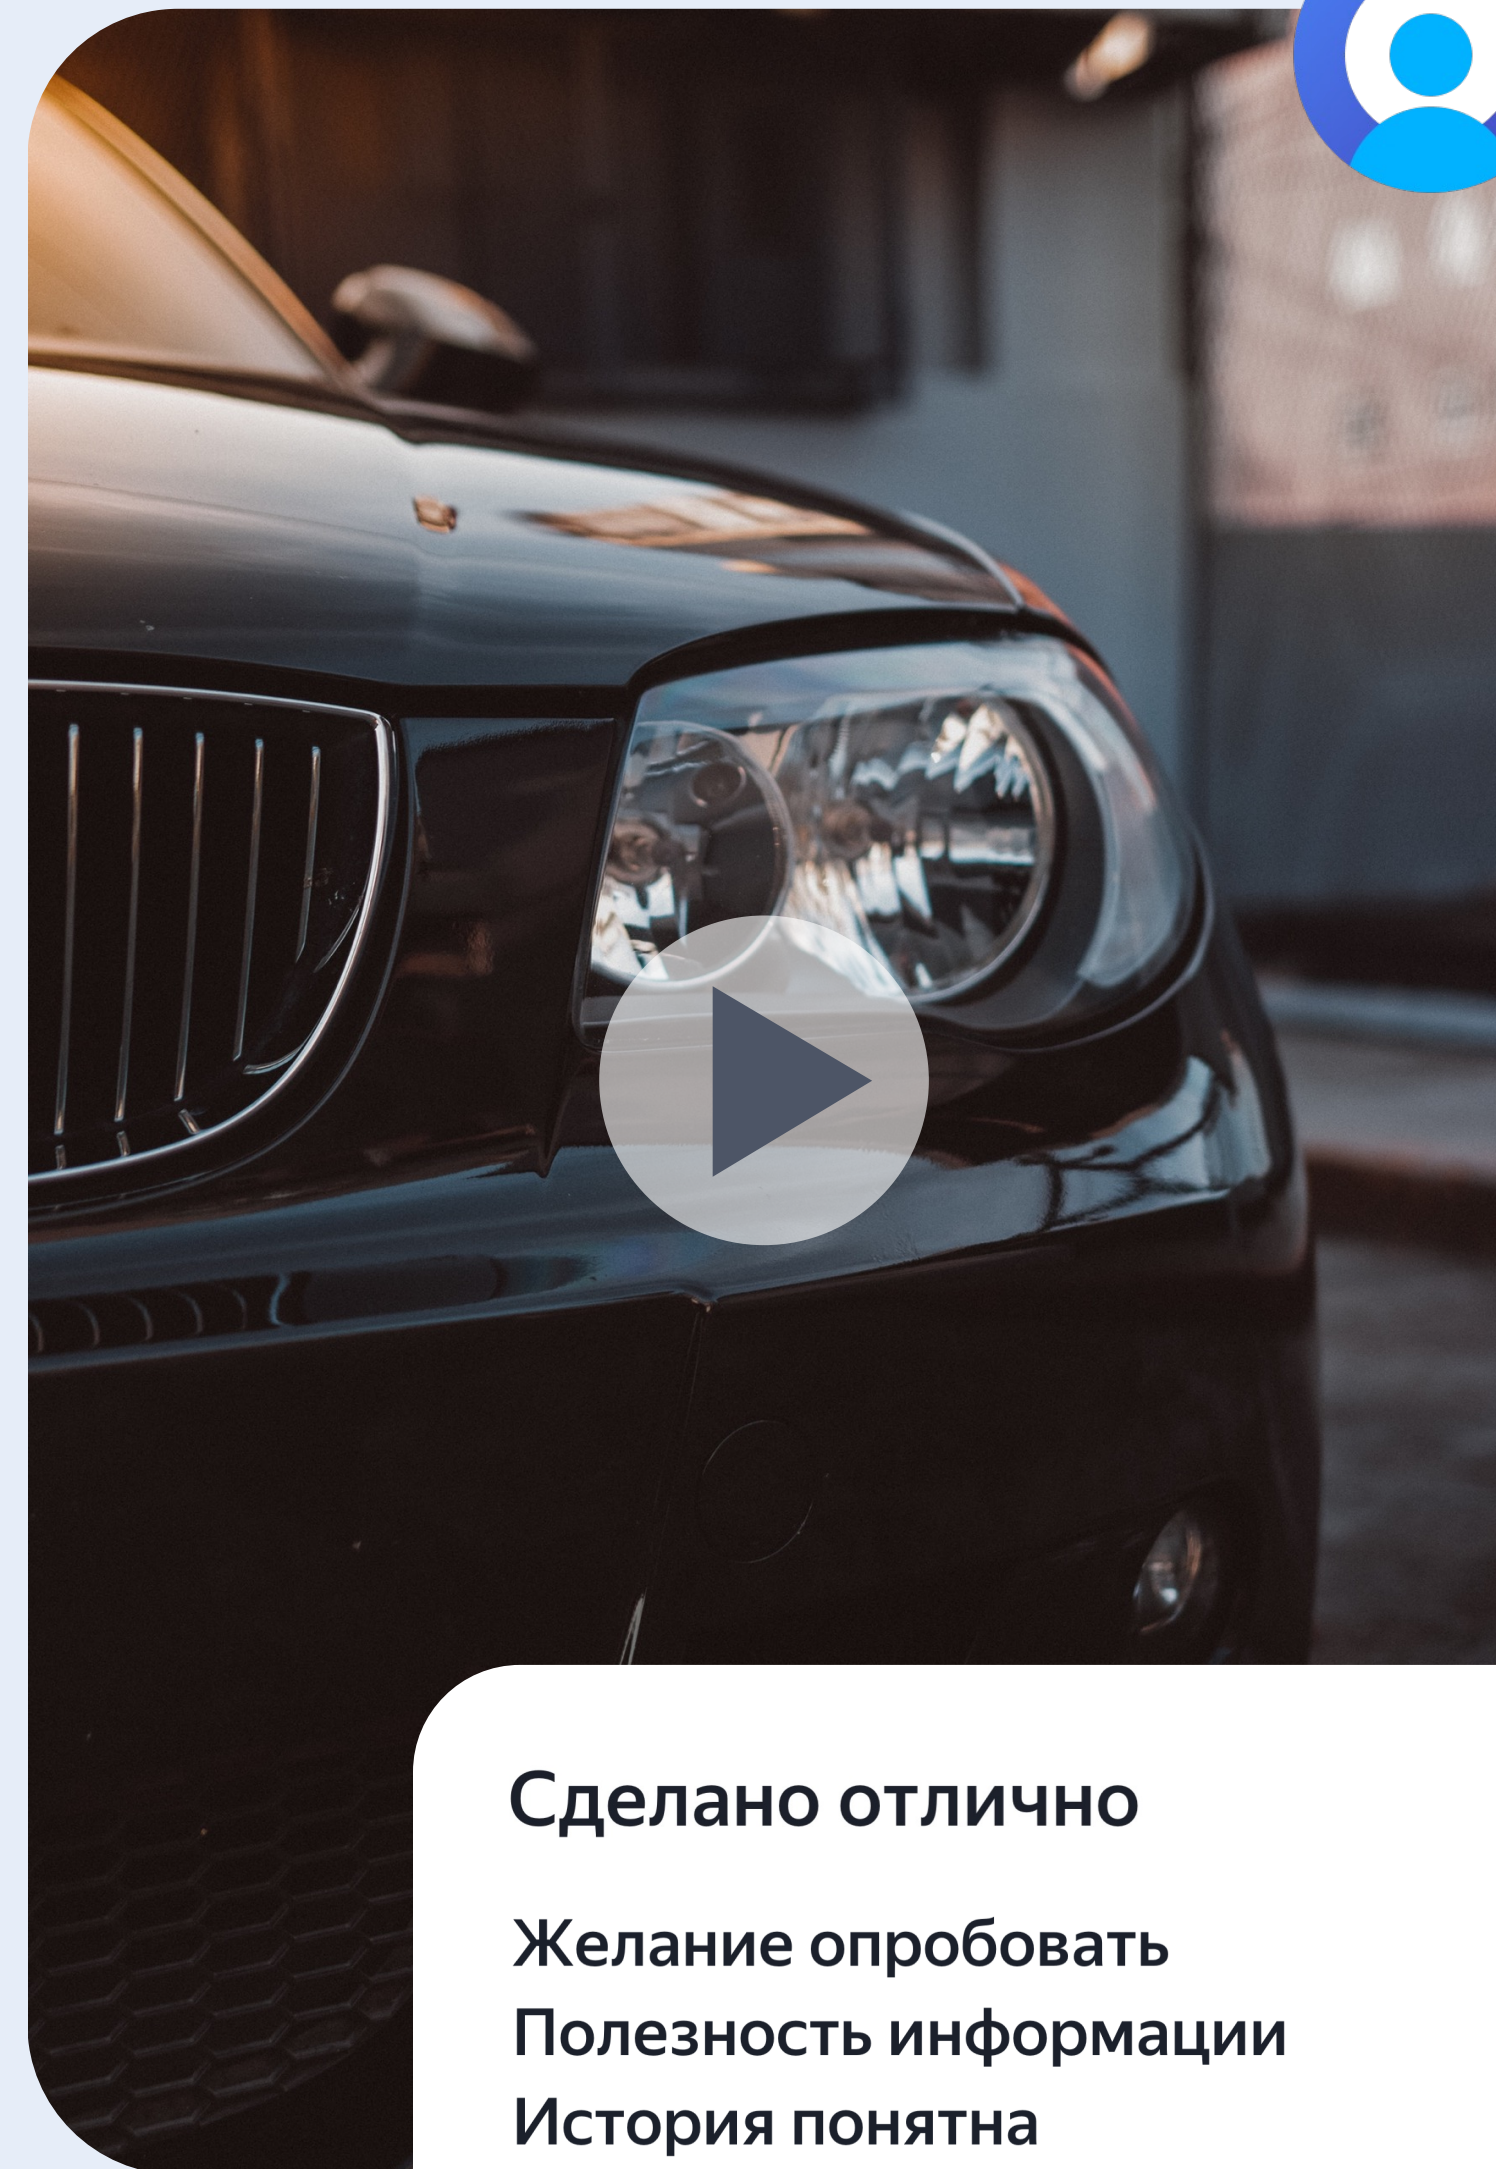 Сделано отлично
Желание опробовать
Полезность информации
История понятна